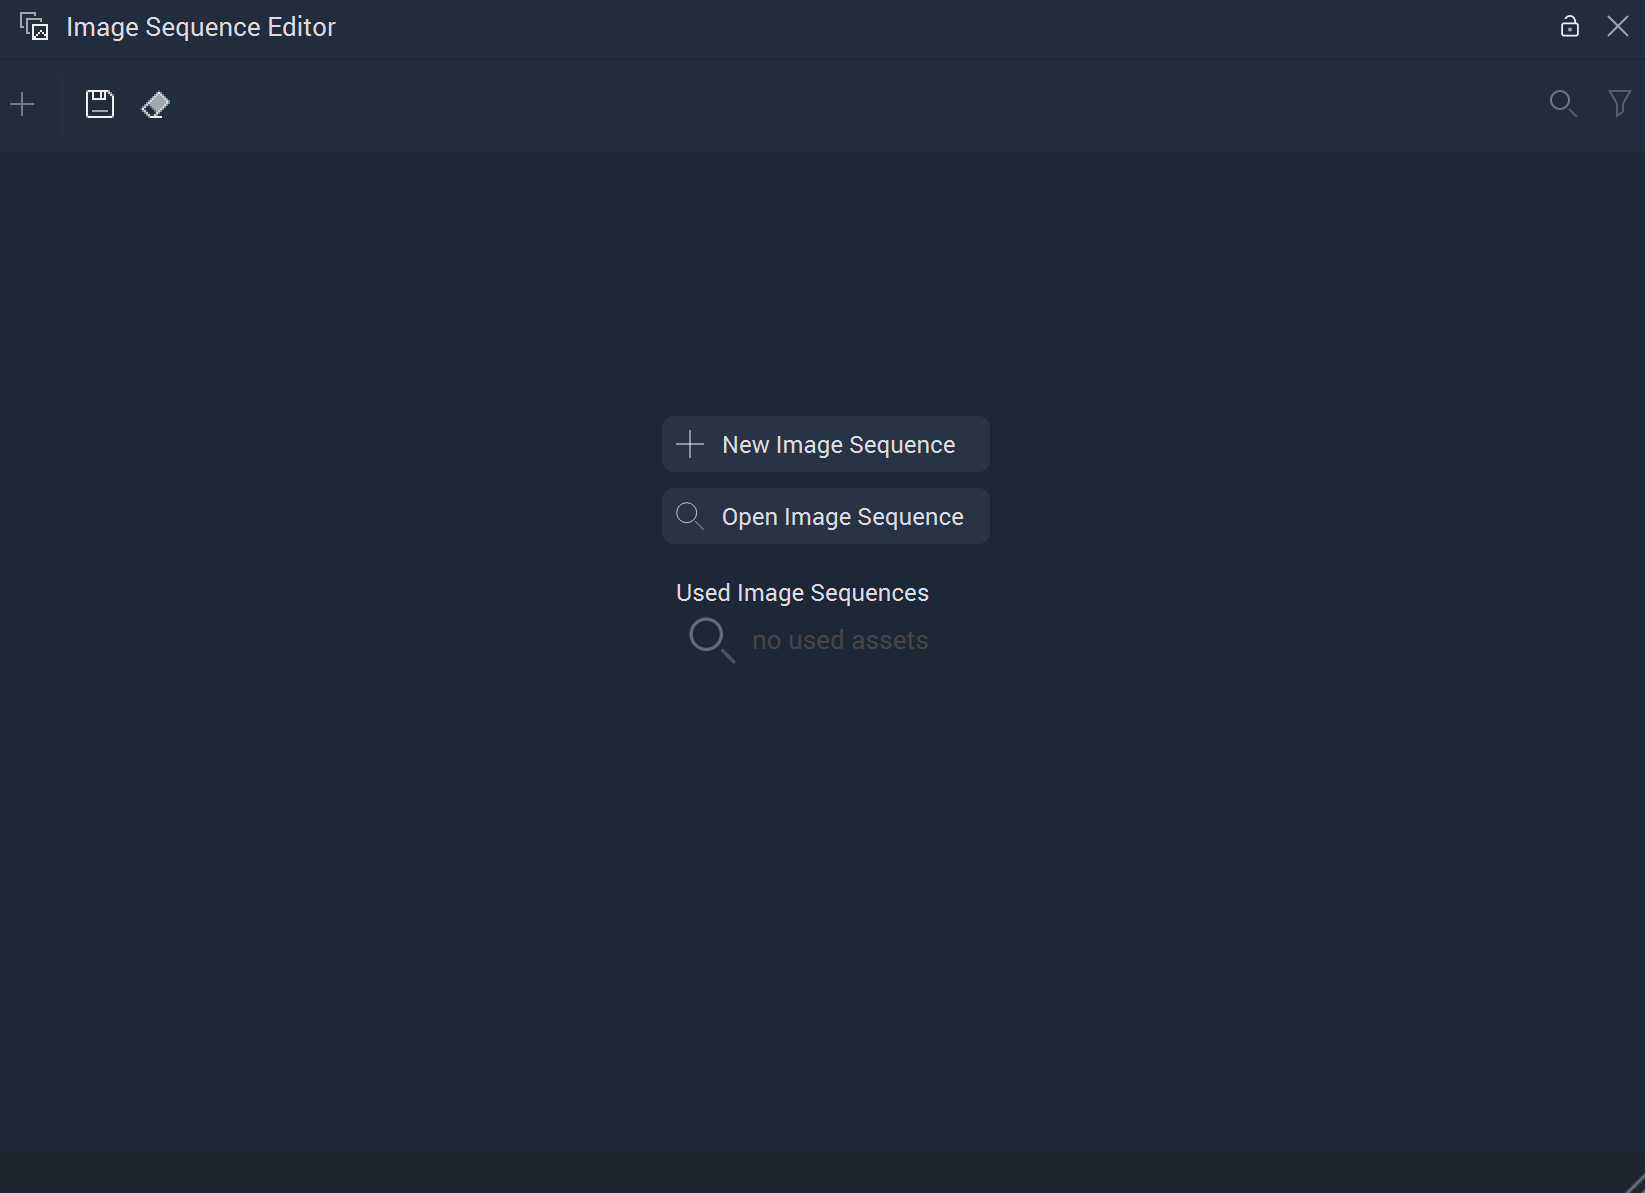 Image Sequence Editor
New Image Sequence
Open Image Sequence
Used Image Sequences
no used assets